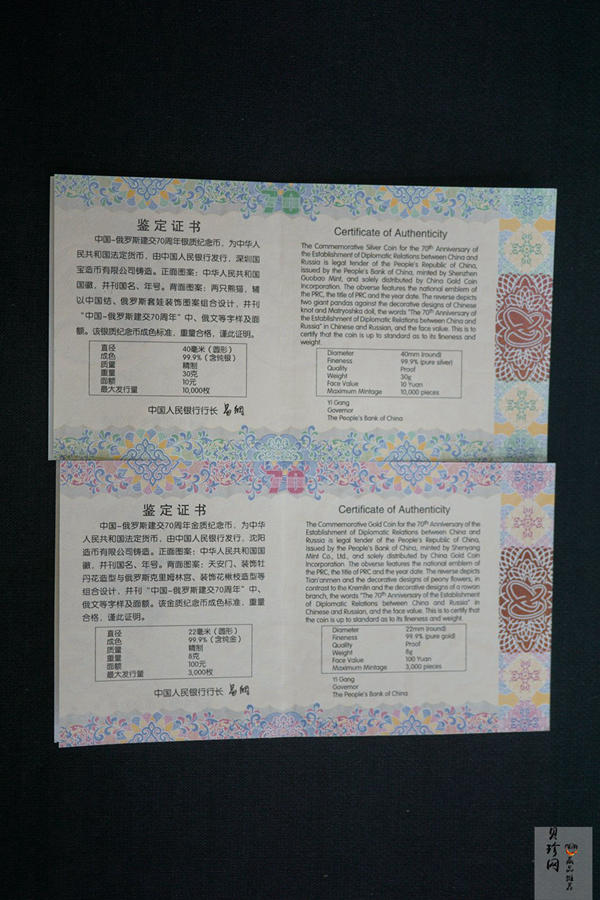 70
鉴定证书
中国-俄罗斯建交70周年银质纪念币，为中华人
民共和国法定货币，由中国人民银行发行，深圳国
宝造币有限公司铸造。正面图案：中华人民共和国
国徽，并刊国名、年号。背面图案：两只熊猫，辅
以中国结、俄罗斯套娃装饰图案组合设计，并刊
“中国-俄罗斯建交70周年”中、俄文等字样及面
额。该银质纪念币成色标准，重量合格，谨此证明。
直径 40毫米（圆形）
成色 99.9%（含纯银）
质量 精制
重量 30克
面额 10元
最大发行量 10,000枚
中国人民银行行长 易纲
Certificate of Authenticity
The Commemorative Silver Coin for the 70th Anniversary of
the Establishment of Diplomatic Relations between China and
Russia is legal tender of the People's Republic of China,
issued by the People's Bank of China, minted by Shenzhen
Guobao Mint, and solely distributed by China Gold Coin
Incorporation. The obverse features the national emblem of
the PRC, the title of PRC and the year date. The reverse depicts
two giant pandas against the decorative designs of Chinese
knot and Matryoshka doll, the words "The 70th Anniversary of
the Establishment of Diplomatic Relations between China and
Russia" in Chinese and Russian, and the face value. This is to
certify that the coin is up to standard as to its fineness and
weight.
Diameter 40mm (round)
Fineness 99.9% (pure silver)
Quality Proof
Weight 30g
Face Value 10 Yuan
Maximum Mintage 10,000 pieces
Yi Gang
Governor
The People's Bank of China
70
鉴定证书
中国-俄罗斯建交70周年金质纪念币，为中华人
民共和国法定货币，由中国人民银行发行，沈阳
造币有限公司铸造。正面图案：中华人民共和国国
徽，并刊国名、年号。背面图案：天安门、装饰牡
丹花造型与俄罗斯克里姆林宫、装饰花楸枝造型等
组合设计，并刊“中国-俄罗斯建交70周年”中、
俄文等字样及面额。该金质纪念币成色标准，重量
合格，谨此证明。
直径 22毫米（圆形）
成色 99.9%（含纯金）
质量 精制
重量 8克
面额 100元
最大发行量 3,000枚
中国人民银行行长 易纲
Certificate of Authenticity
The Commemorative Gold Coin for the 70th Anniversary of the
Establishment of Diplomatic Relations between China and
Russia is legal tender of the People's Republic of China,
issued by the People's Bank of China, minted by Shenyang
Mint Co., Ltd., and solely distributed by China Gold Coin
Incorporation. The obverse features the national emblem of
the PRC, the title of PRC and the year date. The reverse depicts
Tian'anmen and the decorative designs of peony flowers, in
contrast to the Kremlin and the decorative designs of a rowan
branch, the words "The 70th Anniversary of the Establishment
of Diplomatic Relations between China and Russia" in
Chinese and Russian, and the face value. This is to certify that
the coin is up to standard as to its fineness and weight.
Diameter 22mm (round)
Fineness 99.9% (pure gold)
Quality Proof
Weight 8g
Face Value 100 Yuan
Maximum Mintage 3,000 pieces
Yi Gang
Governor
The People's Bank of China
贝珍网
藏品推荐